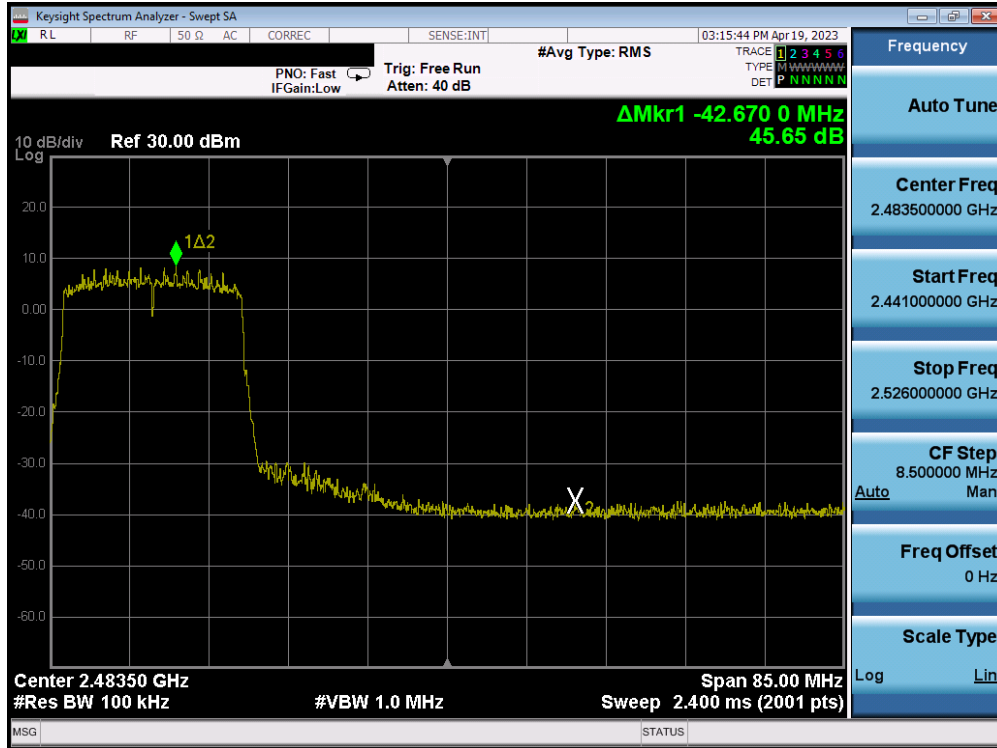 Keysight Spectrum Analyzer - Swept SA
LXI RL RF 50 Ω AC CORREC SENSE:INT 03:15:44 PM Apr 19, 2023
#Avg Type: RMS
TRACE 1 2 3 4 5 6
PNO: Fast Trig: Free Run TYPE M WWWWW
IFGain:Low Atten: 40 dB DET P N N N N N
ΔMkr1 -42.670 0 MHz
45.65 dB
10 dB/div Ref 30.00 dBm
Log
20.0
1Δ2
10.0
0.00
-10.0
-20.0
-30.0
-40.0
X2
-50.0
-60.0
Center 2.48350 GHz Span 85.00 MHz
#Res BW 100 kHz #VBW 1.0 MHz Sweep 2.400 ms (2001 pts)
MSG STATUS
Frequency
Auto Tune
Center Freq
2.483500000 GHz
Start Freq
2.441000000 GHz
Stop Freq
2.526000000 GHz
CF Step
8.500000 MHz
Auto Man
Freq Offset
0 Hz
Scale Type
Log Lin